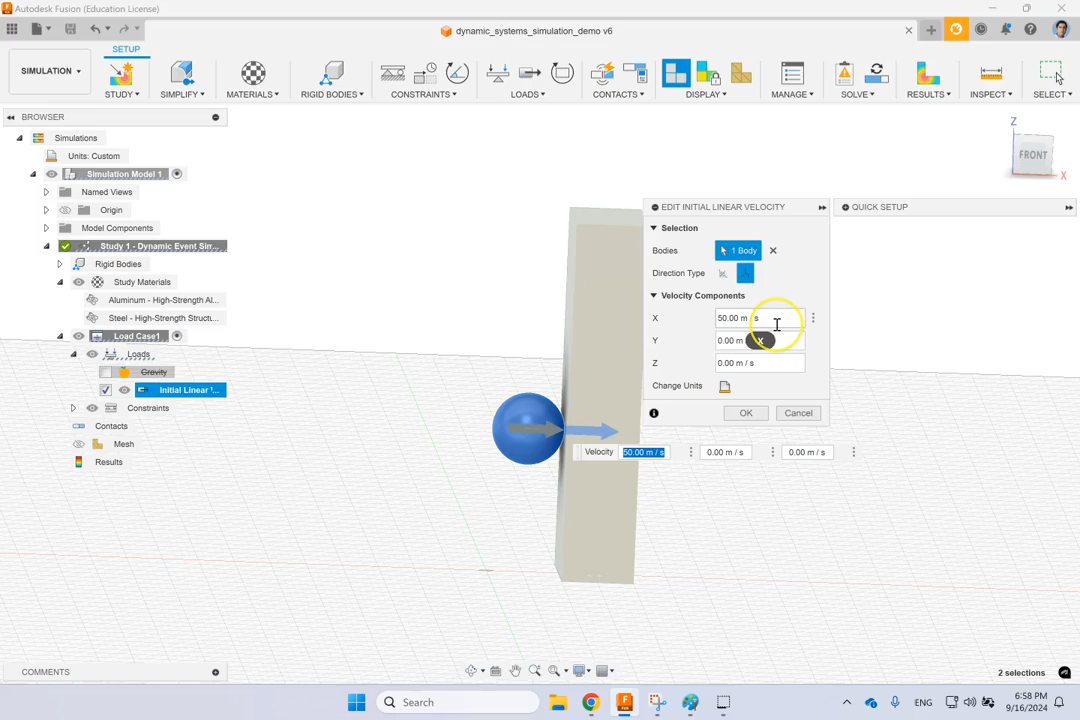 Autodesk Fusion (Education License)
dynamic_systems_simulation_demo v6
SETUP
SIMULATION
STUDY
SIMPLIFY
MATERIALS
RIGID BODIES
CONSTRAINTS
LOADS
CONTACTS
DISPLAY
MANAGE
SOLVE
RESULTS
INSPECT
SELECT
BROWSER
Simulations
Units: Custom
Simulation Model 1
Named Views
Origin
Model Components
Study 1 - Dynamic Event Sim...
Rigid Bodies
Study Materials
Aluminum - High-Strength Al...
Steel - High-Strength Struct...
Load Case1
Loads
Gravity
Initial Linear '...
Constraints
Contacts
Mesh
Results
Z
FRONT
X
EDIT INITIAL LINEAR VELOCITY
Selection
Bodies 1 Body
Direction Type
Velocity Components
X 50.00 m / s
Y 0.00 m X
Z 0.00 m / s
Change Units
OK Cancel
QUICK SETUP
Velocity 50.00 m / s 0.00 m / s 0.00 m / s
COMMENTS
2 selections
Search
ENG
6:58 PM
9/16/2024